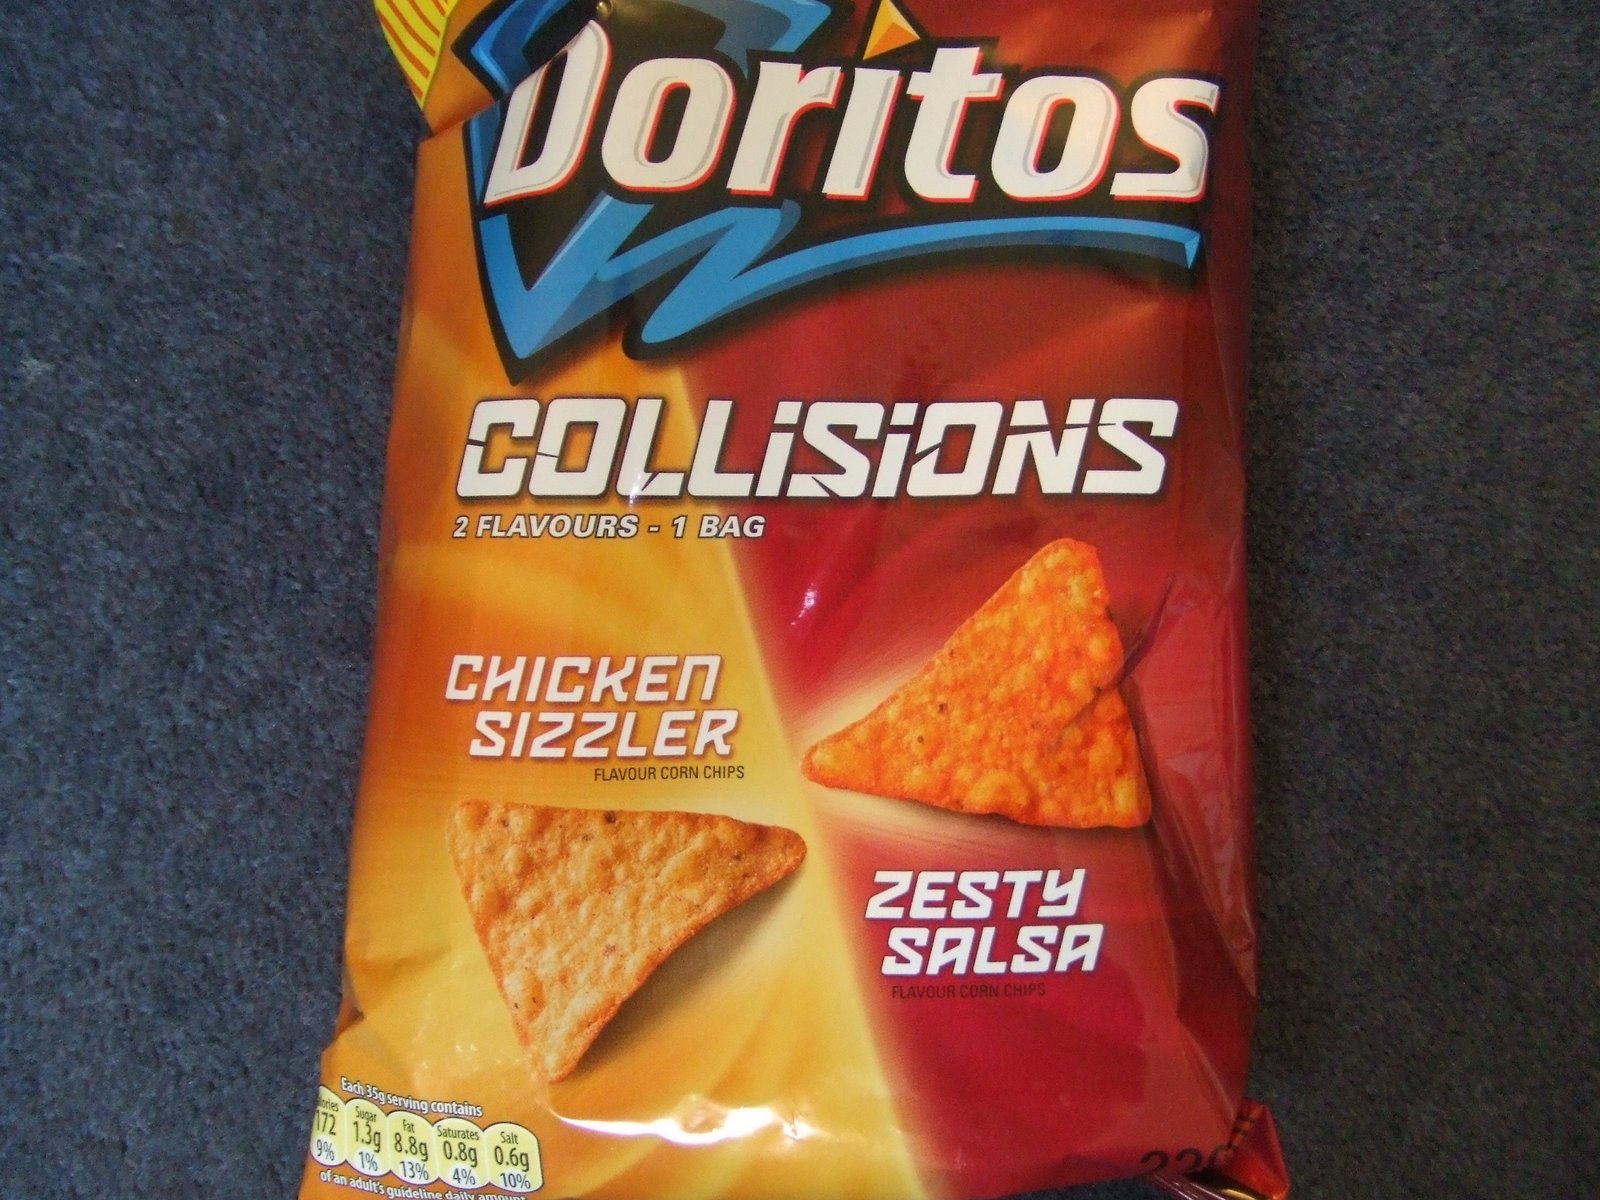 Doritos
COLLISIONS
2 FLAVOURS - 1 BAG
CHICKEN
SIZZLER
FLAVOUR CORN CHIPS
ZESTY
SALSA
FLAVOUR CORN CHIPS
Each 35g serving contains
172
9%
Sugar
1.3g
1%
Fat
8.8g
13%
Saturates
0.8g
4%
Salt
0.6g
10%
of an adult's guideline daily amount